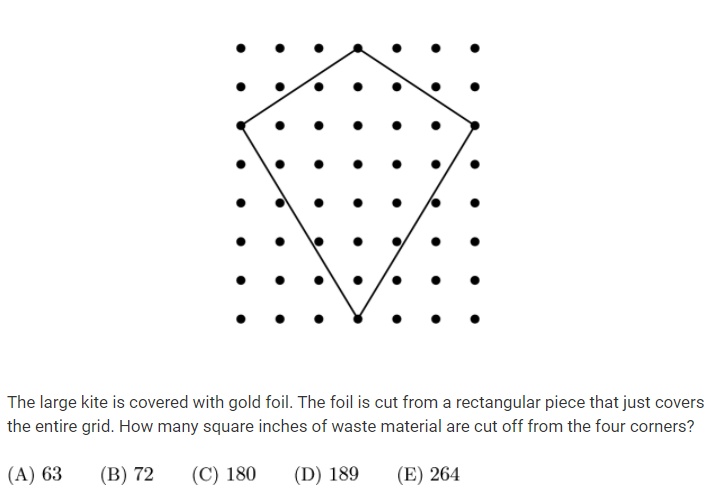 The large kite is covered with gold foil. The foil is cut from a rectangular piece that just covers
the entire grid. How many square inches of waste material are cut off from the four corners?
(A) 63 (B) 72 (C) 180 (D) 189 (E) 264